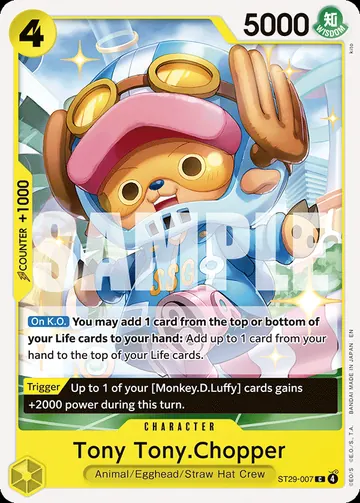 4
5000
知
WISDOM
COUNTER +1000
SAMPLE
On K.O. You may add 1 card from the top or bottom of
your Life cards to your hand: Add up to 1 card from your
hand to the top of your Life cards.
Trigger Up to 1 of your [Monkey.D.Luffy] cards gains
+2000 power during this turn.
CHARACTER
Tony Tony.Chopper
Animal/Egghead/Straw Hat Crew
ST29-007 C 4
BANDAI MADE IN JAPAN EN